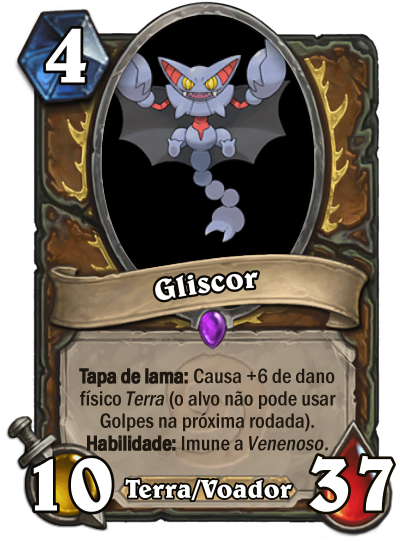 4
Gliscor
Tapa de lama: Causa +6 de dano
físico Terra (o alvo não pode usar
Golpes na próxima rodada).
Habilidade: Imune a Venenoso.
10
Terra/Voador
37